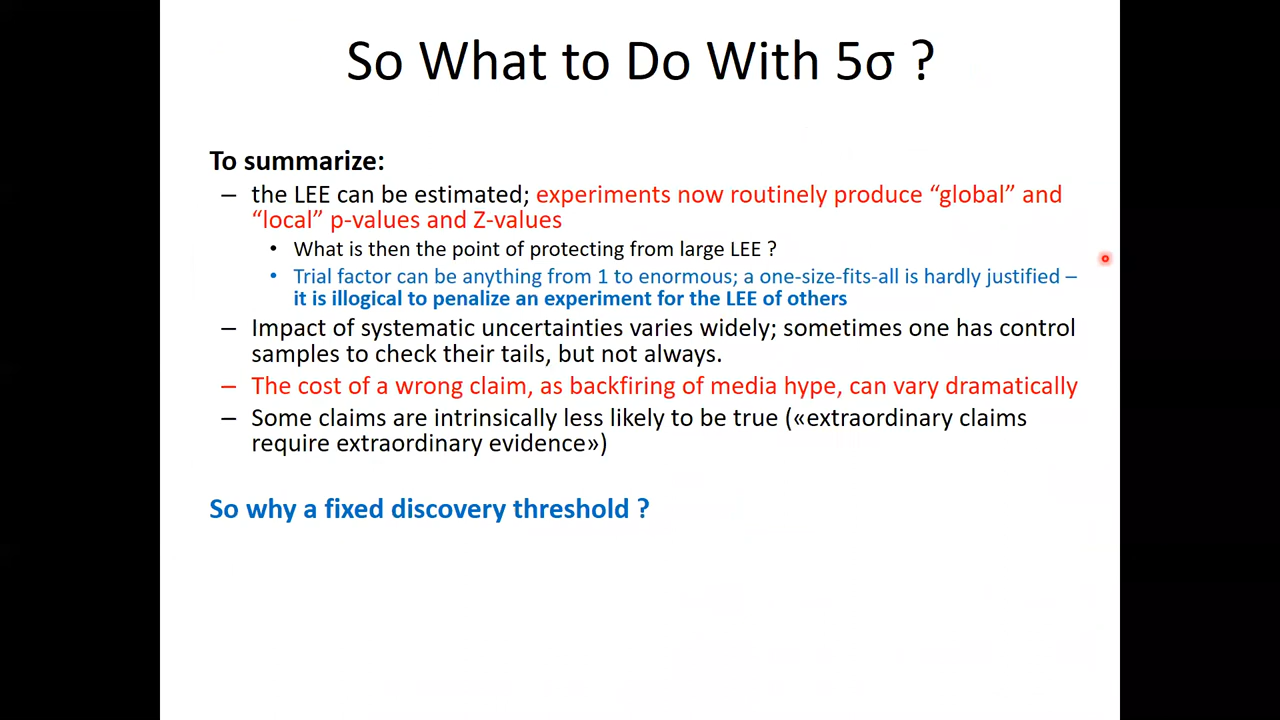 So What to Do With 5σ ?
To summarize:
– the LEE can be estimated; experiments now routinely produce “global” and
“local” p-values and Z-values
• What is then the point of protecting from large LEE ?
• Trial factor can be anything from 1 to enormous; a one-size-fits-all is hardly justified –
it is illogical to penalize an experiment for the LEE of others
– Impact of systematic uncertainties varies widely; sometimes one has control
samples to check their tails, but not always.
– The cost of a wrong claim, as backfiring of media hype, can vary dramatically
– Some claims are intrinsically less likely to be true («extraordinary claims
require extraordinary evidence»)
So why a fixed discovery threshold ?